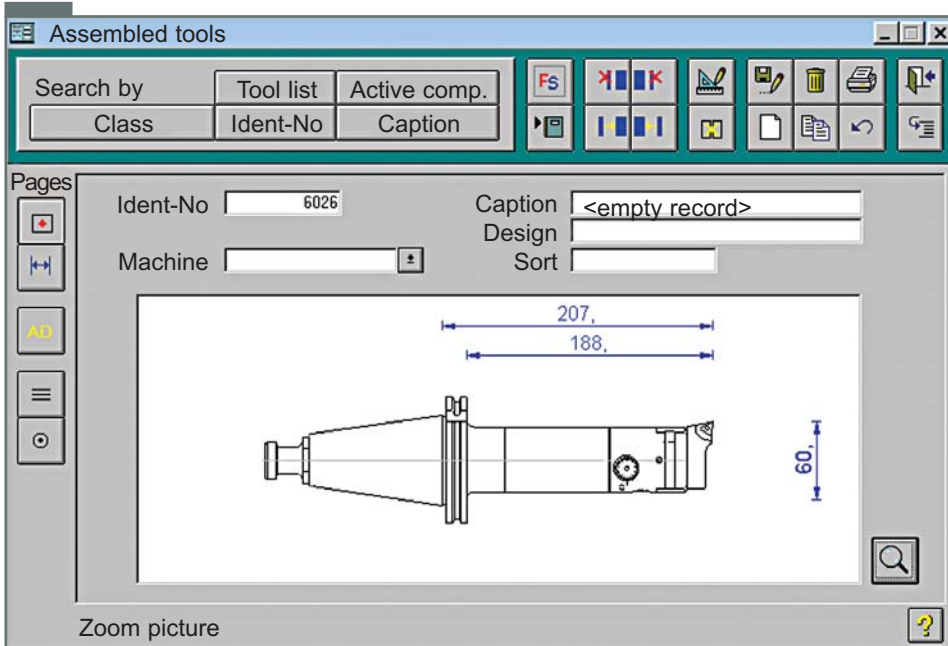 Assembled tools
Search by
Tool list
Active comp.
Class
Ident-No
Caption
FS
Pages
Ident-No 6026
Caption <empty record>
Design
Machine
Sort
AD
207,
188,
60,
Zoom picture
?